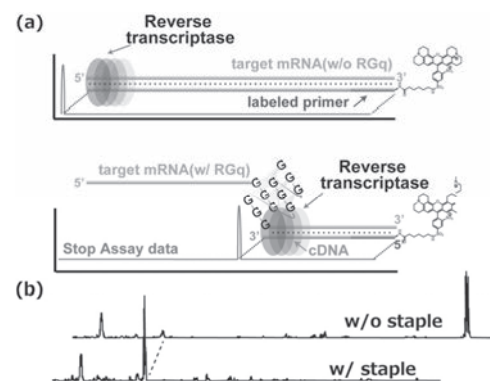 (a)
Reverse
transcriptase
5'
target mRNA(w/o RGq)
3'
labeled primer
target mRNA(w/ RGq)
5'
G G G G G G G G G G G G
Reverse
transcriptase
3'
3'
5'
cDNA
Stop Assay data
(b)
w/o staple
w/ staple